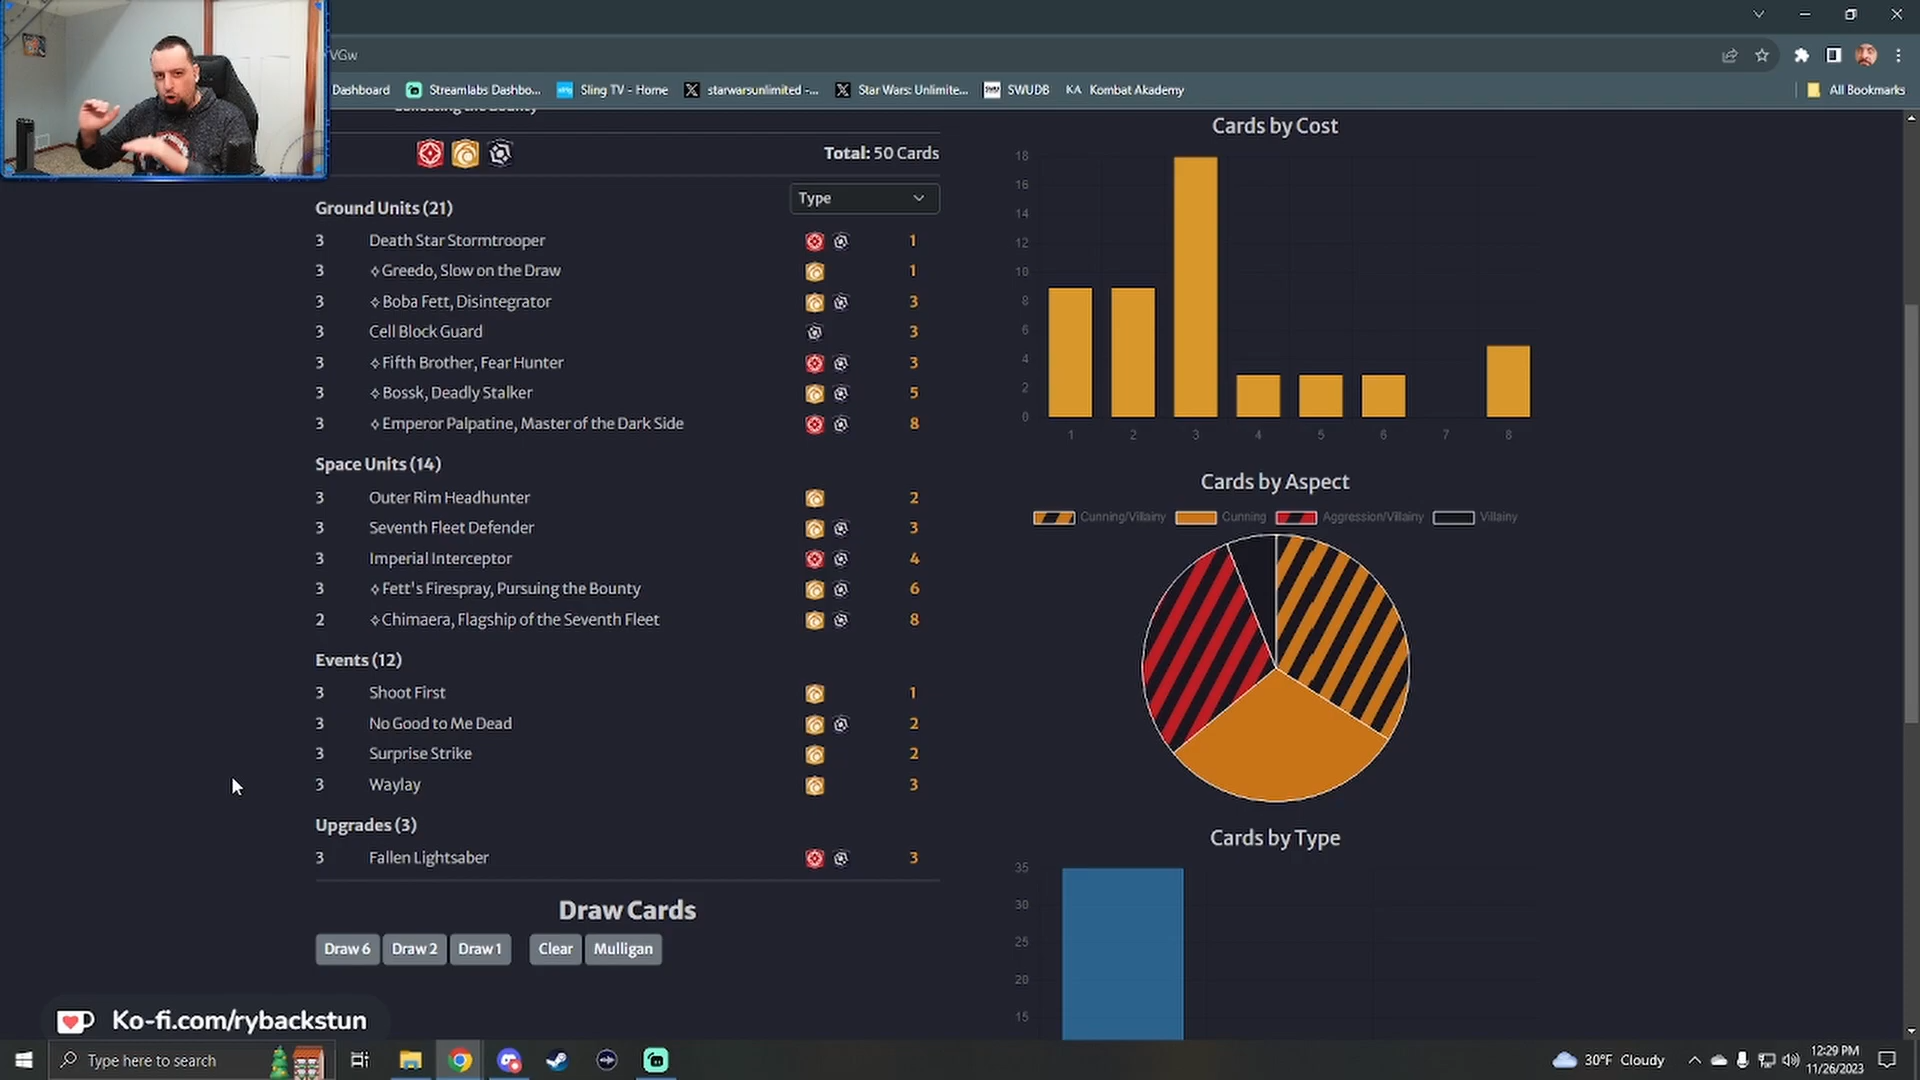 VGw
Dashboard
Streamlabs Dashbo...
Sling TV - Home
starwarsunlimited -...
Star Wars: Unlimite...
SWUDB
KA Kombat Akademy
All Bookmarks
Collecting the Bounty
Total: 50 Cards
Type
Ground Units (21)
3 Death Star Stormtrooper 1
3 Greedo, Slow on the Draw 1
3 Boba Fett, Disintegrator 3
3 Cell Block Guard 3
3 Fifth Brother, Fear Hunter 3
3 Bossk, Deadly Stalker 5
3 Emperor Palpatine, Master of the Dark Side 8
Space Units (14)
3 Outer Rim Headhunter 2
3 Seventh Fleet Defender 3
3 Imperial Interceptor 4
3 Fett's Firespray, Pursuing the Bounty 6
2 Chimaera, Flagship of the Seventh Fleet 8
Events (12)
3 Shoot First 1
3 No Good to Me Dead 2
3 Surprise Strike 2
3 Waylay 3
Upgrades (3)
3 Fallen Lightsaber 3
Draw Cards
Draw 6 Draw 2 Draw 1 Clear Mulligan
Cards by Cost
18
16
14
12
10
8
6
4
2
0
1 2 3 4 5 6 7 8
Cards by Aspect
Cunning/Villainy Cunning Aggression/Villainy Villainy
Cards by Type
35
30
25
20
15
Ko-fi.com/rybackstun
Type here to search
30°F Cloudy
12:29 PM
11/26/2023